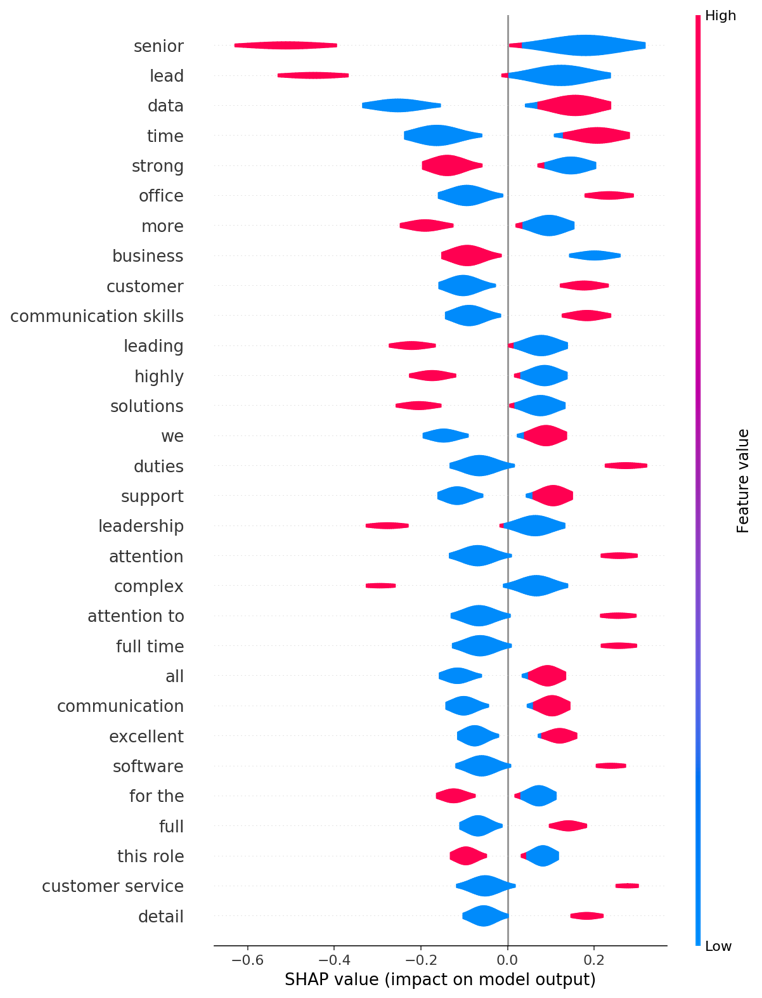 High
senior
lead
data
time
strong
office
more
business
customer
communication skills
leading
highly
solutions
we
duties
support
leadership
attention
complex
attention to
full time
all
communication
excellent
software
for the
full
this role
customer service
detail
Feature value
Low
−0.6 −0.4 −0.2 0.0 0.2
SHAP value (impact on model output)